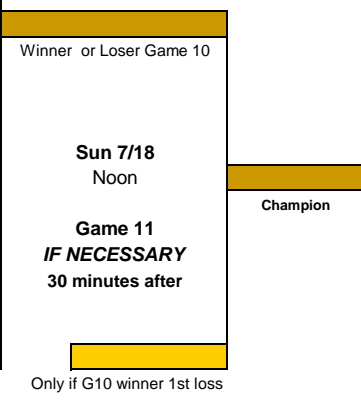 Winner or Loser Game 10
Sun 7/18
Noon
Champion
Game 11
IF NECESSARY
30 minutes after
Only if G10 winner 1st loss